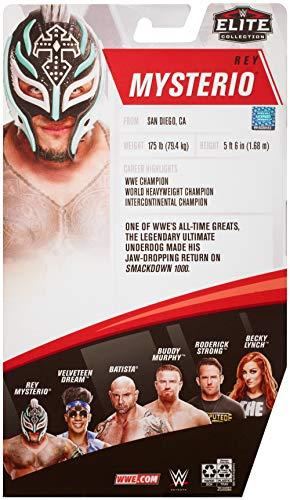 W
ELITE
COLLECTION
REY
MYSTERIO
FROM SAN DIEGO, CA
WEIGHT 175 lb (79.4 kg) HEIGHT 5 ft 6 in (1.68 m)
CAREER HIGHLIGHTS
WWE CHAMPION
WORLD HEAVYWEIGHT CHAMPION
INTERCONTINENTAL CHAMPION
ONE OF WWE'S ALL-TIME GREATS,
THE LEGENDARY ULTIMATE
UNDERDOG MADE HIS
JAW-DROPPING RETURN ON
SMACKDOWN 1000.
REY
MYSTERIO
VELVETEEN
DREAM
BATISTA
BUDDY
MURPHY
RODERICK
STRONG
BECKY
LYNCH
THE
WWE.COM
W